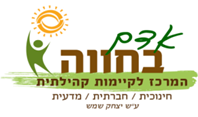 אדם
בחווה
המרכז לקיימות קהילתית
חינוכית / חברתית / מדעית
ע״ש יצחק שמש